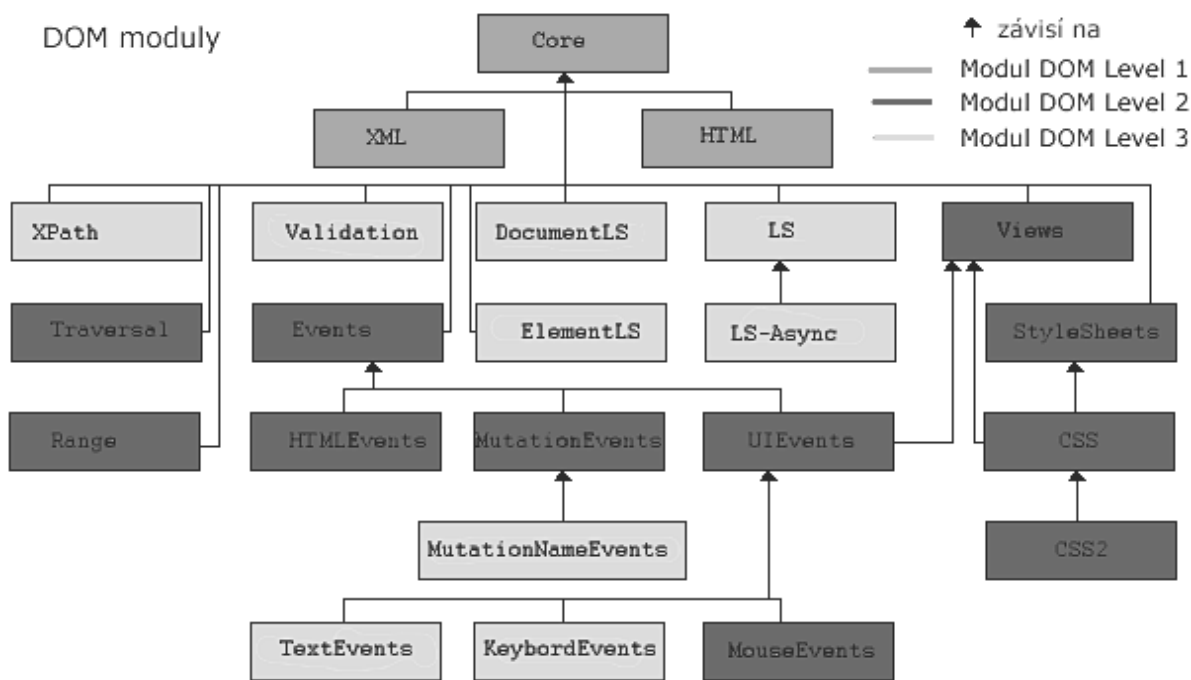 DOM moduly
Core
závisí na
Modul DOM Level 1
Modul DOM Level 2
Modul DOM Level 3
XML
HTML
XPath
Validation
DocumentLS
LS
Views
Traversal
Events
ElementLS
LS-Async
StyleSheets
Range
HTMLEvents
MutationEvents
UIEvents
CSS
MutationNameEvents
CSS2
TextEvents
KeybordEvents
MouseEvents